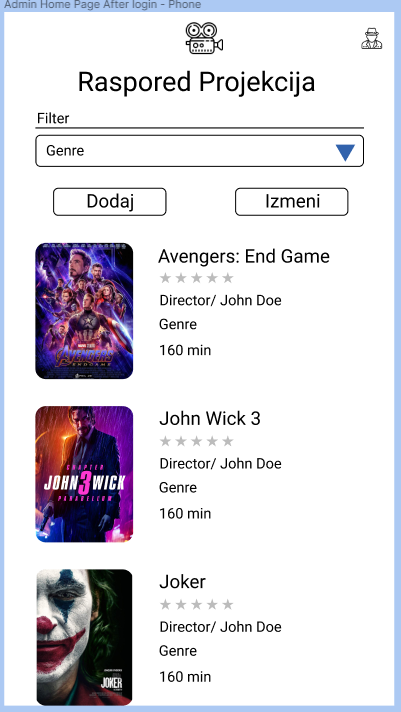 Admin Home Page After login - Phone
Raspored Projekcija
Filter
Genre
Dodaj
Izmeni
Avengers: End Game
Director/ John Doe
Genre
160 min
AVENGERS
ENDGAME
John Wick 3
Director/ John Doe
Genre
160 min
CHAPTER
JOHN 3 WICK
PARABELLUM
Joker
Director/ John Doe
Genre
160 min
JOKER